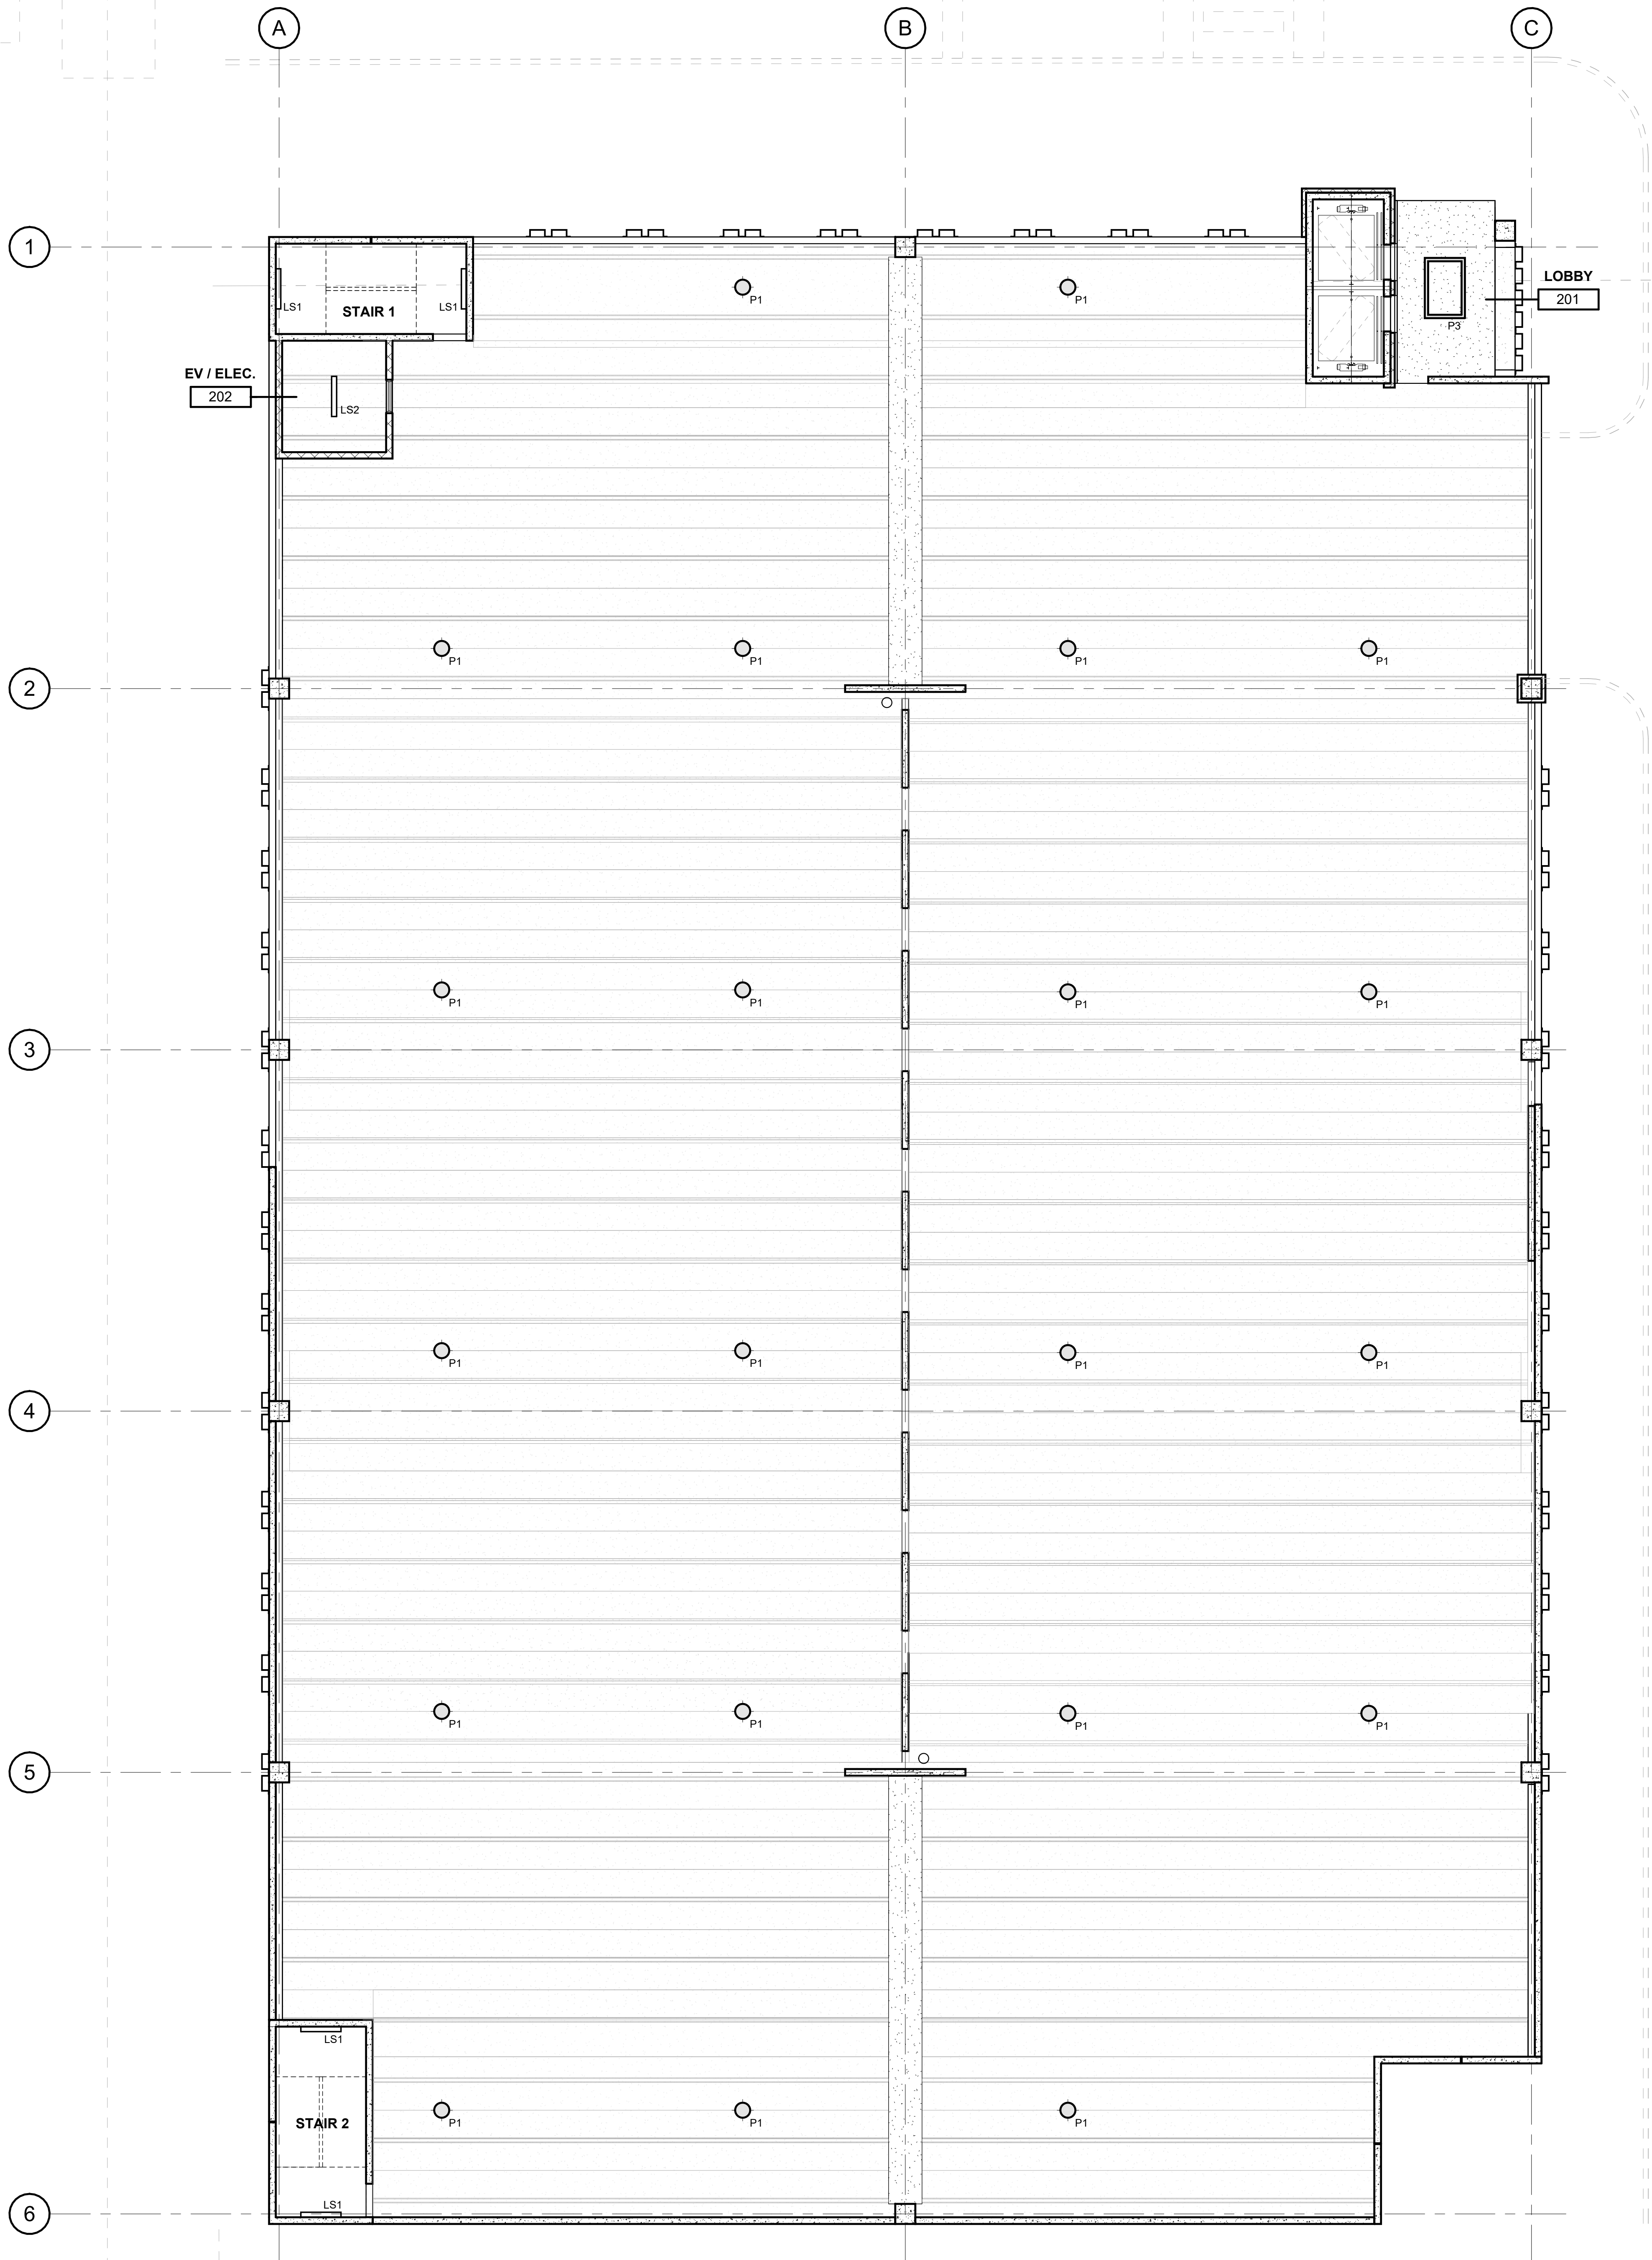 A B C
1
P1 P1
LOBBY
201
LS1 STAIR 1 LS1
P3
EV / ELEC.
202
LS2
P1 P1 P1 P1
2
P1 P1 P1 P1
3
P1 P1 P1 P1
4
P1 P1 P1 P1
5
LS1
STAIR 2
P1 P1 P1
LS1
6